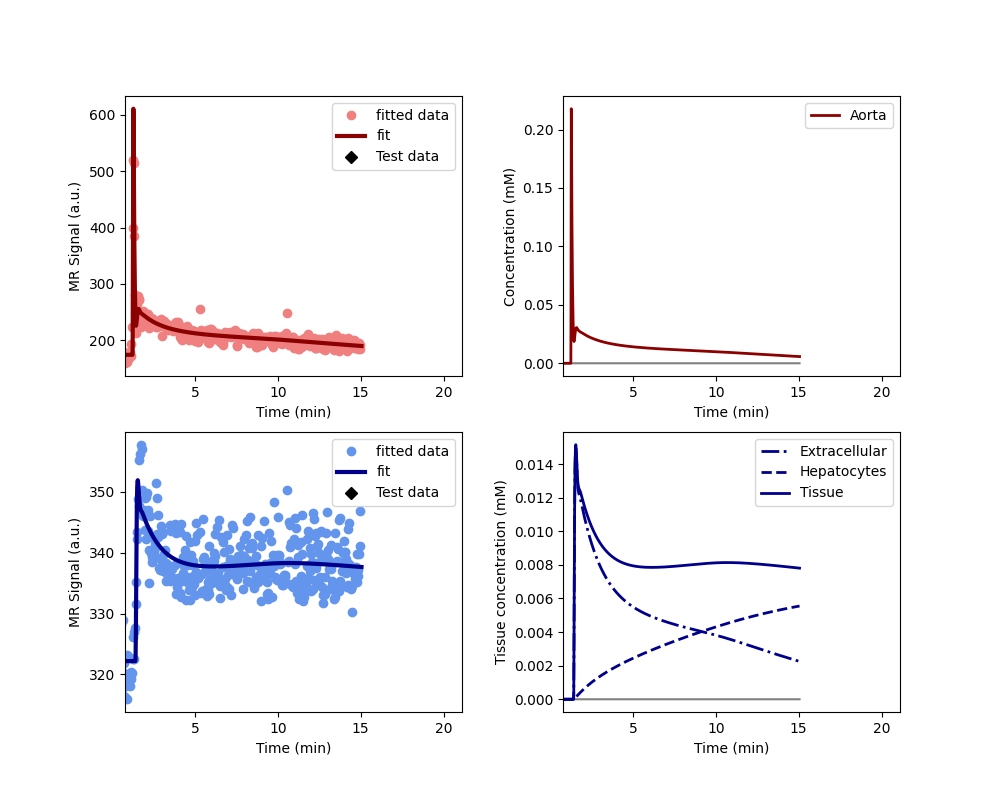 600
500
400
300
200
MR Signal (a.u.)
fitted data
fit
Test data
5
10
15
20
Time (min)
0.20
0.15
0.10
0.05
0.00
Concentration (mM)
Aorta
5
10
15
20
Time (min)
350
340
330
320
MR Signal (a.u.)
fitted data
fit
Test data
5
10
15
20
Time (min)
0.014
0.012
0.010
0.008
0.006
0.004
0.002
0.000
Tissue concentration (mM)
Extracellular
Hepatocytes
Tissue
5
10
15
20
Time (min)